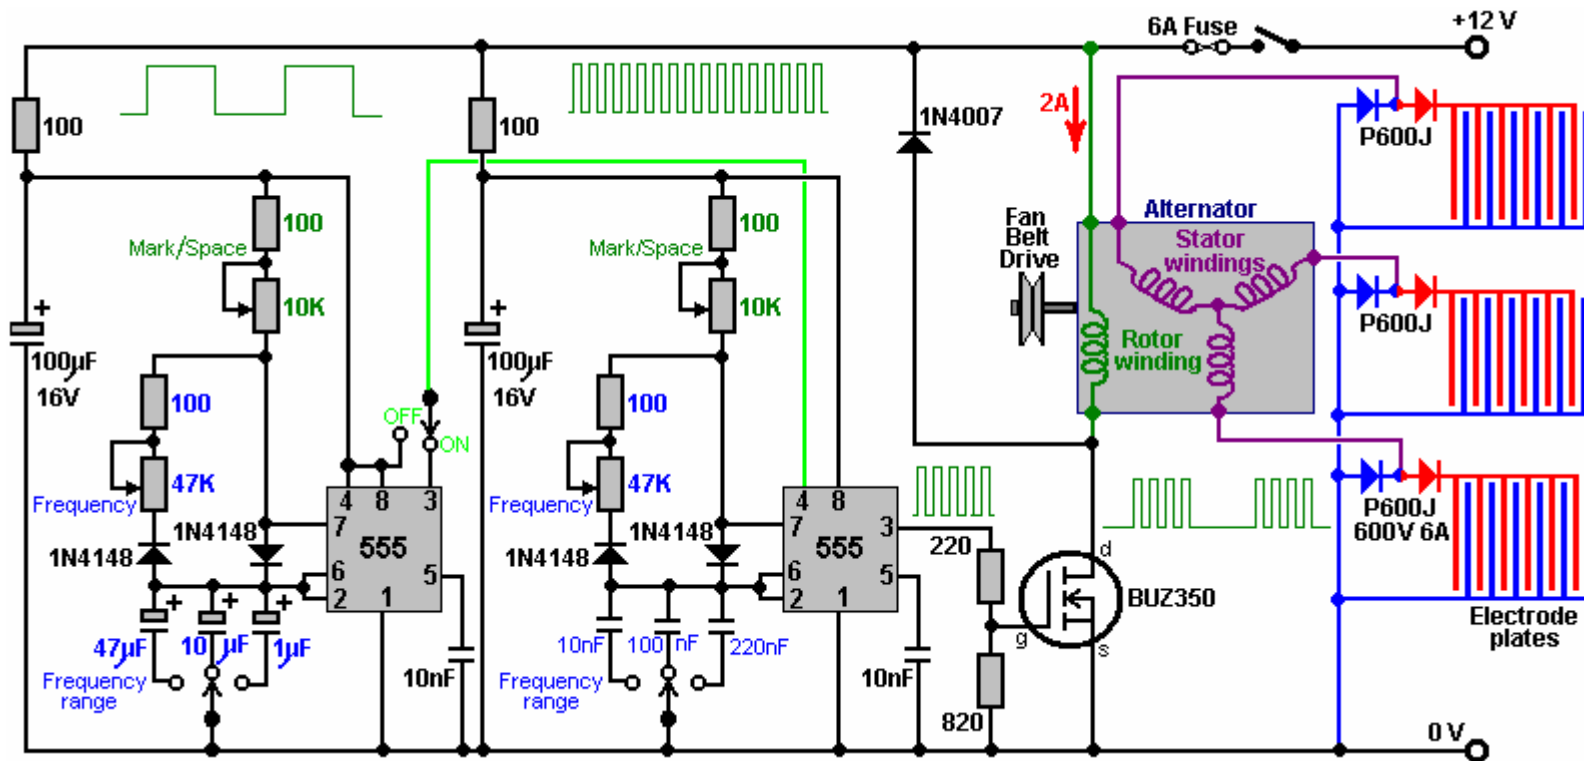 6A Fuse
+12 V
100
100
1N4007
2A
P600J
100
Mark/Space
10K
100
Mark/Space
10K
Fan
Belt
Drive
Alternator
Stator
windings
Rotor
winding
P600J
100µF
16V
100
OFF
ON
47K
Frequency
100µF
16V
100
47K
Frequency
4 8 3
7
555
6
2
5
1
1N4148
1N4148
4 8
7
3
555
6
2
5
1
1N4148
1N4148
220
d
g
s
BUZ350
P600J
600V 6A
Electrode
plates
47µF
10 µF
1µF
Frequency
range
10nF
10nF
100 nF
220nF
Frequency
range
10nF
820
0 V